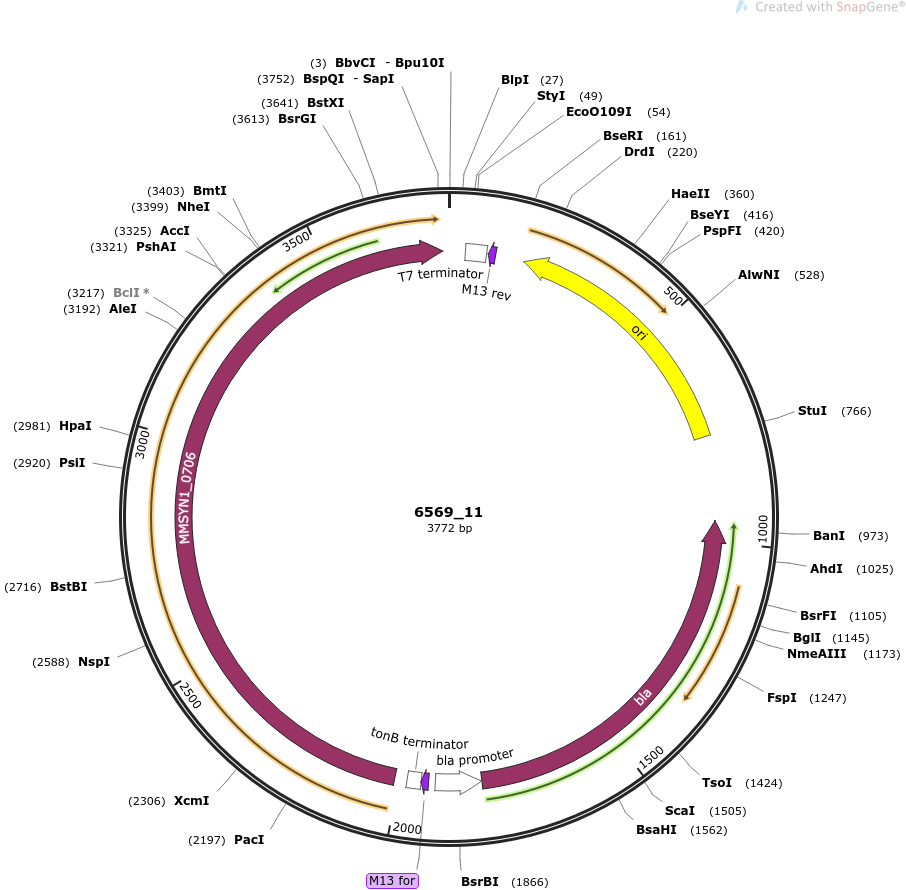 Created with SnapGene®
(3) BbvCI - Bpu10I
(3752) BspQI - SapI
(3641) BstXI
(3613) BsrGI
(3403) BmtI
(3399) NheI
(3325) AccI
(3321) PshAI
(3217) BclI *
(3192) AleI
(2981) HpaI
(2920) PsiI
(2716) BstBI
(2588) NspI
(2306) XcmI
(2197) PacI
BlpI (27)
StyI (49)
EcoO109I (54)
BseRI (161)
DrdI (220)
HaeII (360)
BseYI (416)
PspFI (420)
AlwNI (528)
StuI (766)
BanI (973)
AhdI (1025)
BsrFI (1105)
BglI (1145)
NmeAIII (1173)
FspI (1247)
TsoI (1424)
ScaI (1505)
BsaHI (1562)
BsrBI (1866)
M13 for
500
1000
1500
2000
2500
3000
3500
T7 terminator
M13 rev
ori
MMSYN1_0706
bla
tonB terminator
bla promoter
6569_11
3772 bp